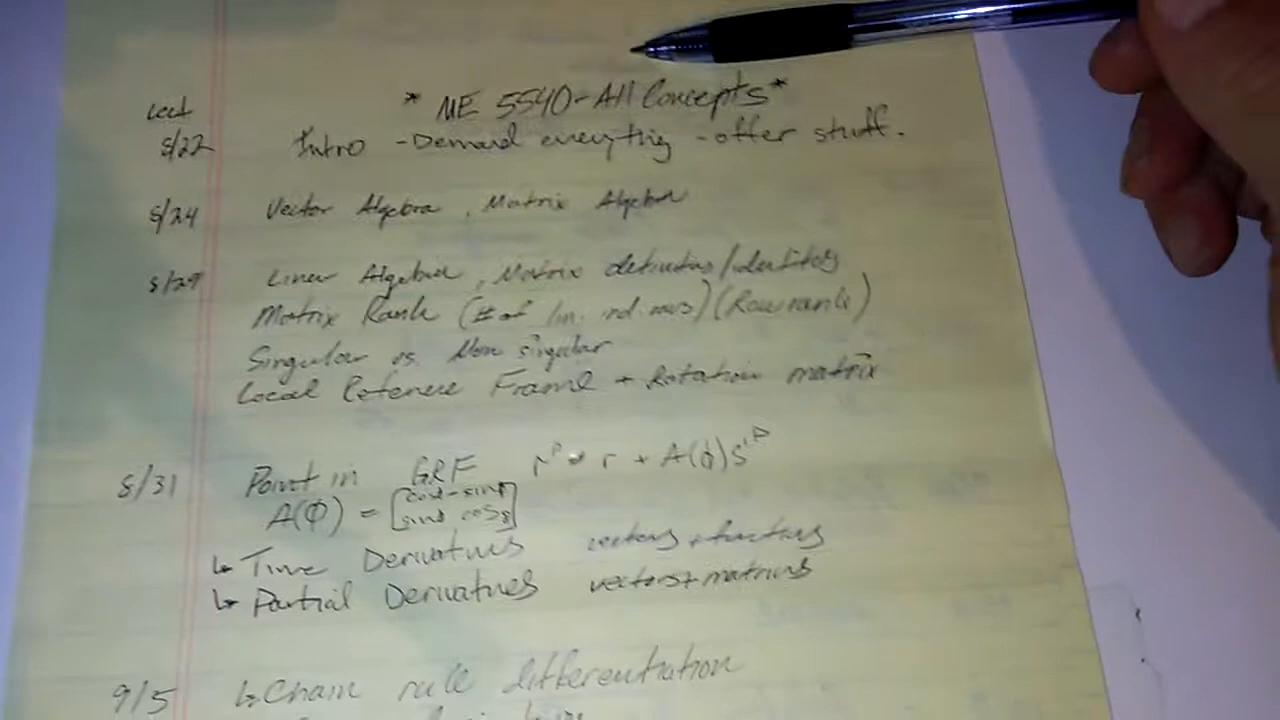 * ME 5540 - All Concepts *
Lect
8/22 Intro - Demand everything - offer stuff.
8/24 Vector Algebra, Matrix Algebra
8/29 Linear Algebra, Matrix definitions/identities
Matrix Rank (# of lin. ind. rows) (Row rank)
Singular vs. Non singular
Local Reference Frame + Rotation matrix
8/31 Point in GRF r^P = r + A(ϕ)S'^P
A(ϕ) = [cosϕ -sinϕ
sinϕ cosϕ]
↳ Time Derivatives vectors + functions
↳ Partial Derivatives vectors + matrices
9/5 ↳ Chain rule differentiation